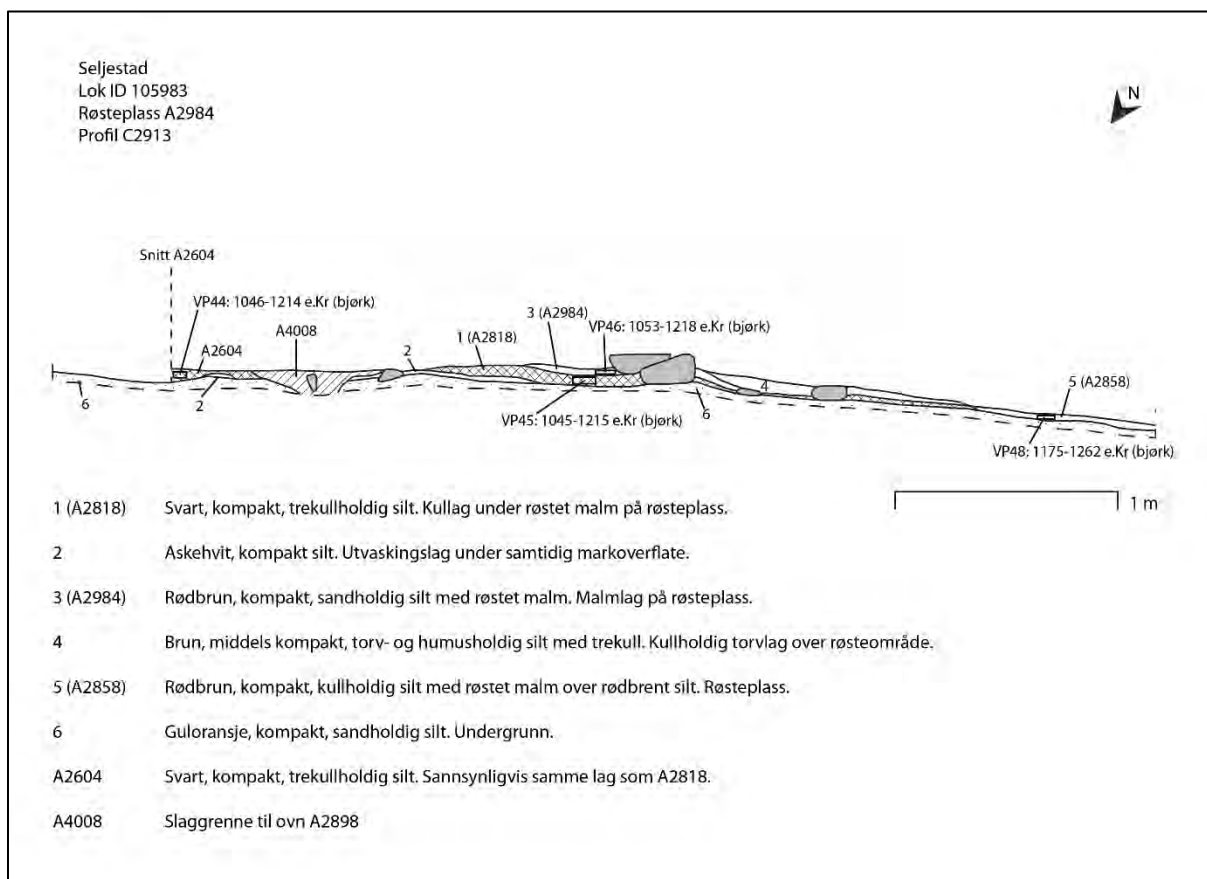 Seljestad
Lok ID 105983
Røsteplass A2984
Profil C2913
N
Snitt A2604
VP44: 1046-1214 e.Kr (bjørk)
A2604
A4008
2
1 (A2818)
3 (A2984)
VP46: 1053-1218 e.Kr (bjørk)
4
5 (A2858)
6
2
VP45: 1045-1215 e.Kr (bjørk)
6
VP48: 1175-1262 e.Kr (bjørk)
1 m
1 (A2818) Svart, kompakt, trekullholdig silt. Kullag under røstet malm på røsteplass.
2 Askehvit, kompakt silt. Utvaskingslag under samtidig markoverflate.
3 (A2984) Rødbrun, kompakt, sandholdig silt med røstet malm. Malmlag på røsteplass.
4 Brun, middels kompakt, torv- og humusholdig silt med trekull. Kullholdig torvlag over røsteområde.
5 (A2858) Rødbrun, kompakt, kullholdig silt med røstet malm over rødbrent silt. Røsteplass.
6 Guloransje, kompakt, sandholdig silt. Undergrunn.
A2604 Svart, kompakt, trekullholdig silt. Sannsynligvis samme lag som A2818.
A4008 Slaggrenne til ovn A2898